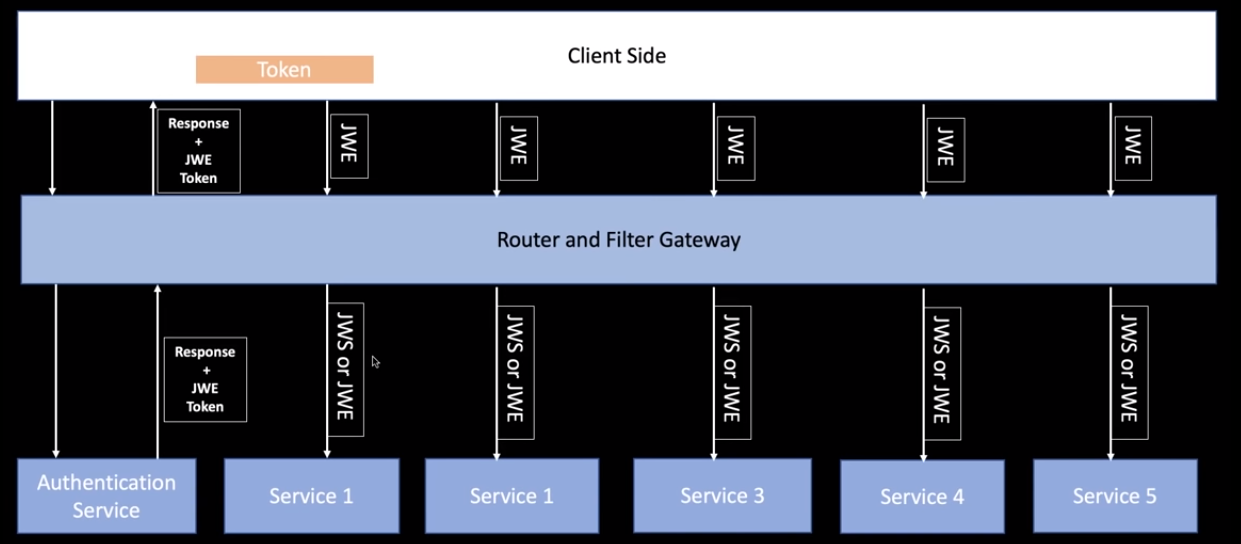 Client Side
Token
Response
+
JWE
Token
JWE
JWE
JWE
JWE
JWE
Router and Filter Gateway
Response
+
JWE
Token
JWS or JWE
JWS or JWE
JWS or JWE
JWS or JWE
JWS or JWE
Authentication
Service
Service 1
Service 1
Service 3
Service 4
Service 5